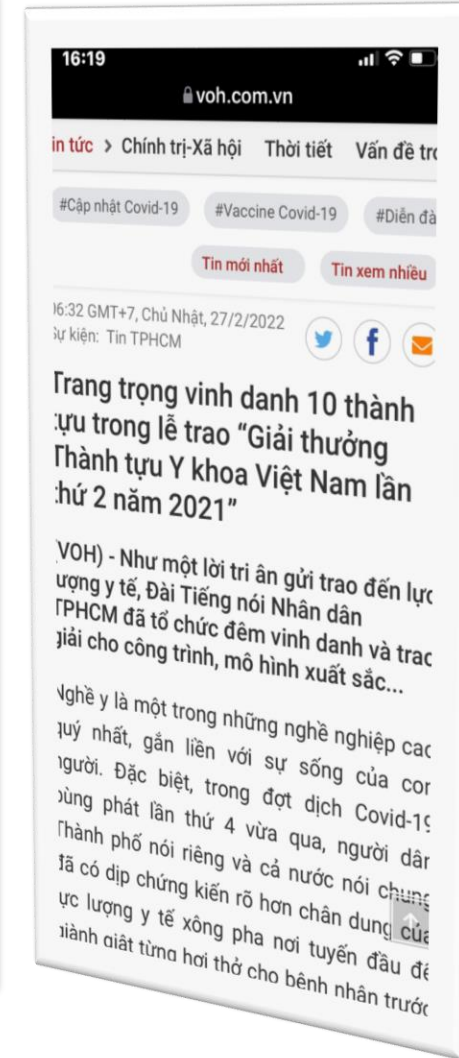 16:19
voh.com.vn
in tức > Chính trị-Xã hội Thời tiết Vấn đề trọ
#Cập nhật Covid-19 #Vaccine Covid-19 #Diễn đà
Tin mới nhất Tin xem nhiều
06:32 GMT+7, Chủ Nhật, 27/2/2022
Sự kiện: Tin TPHCM
Trang trọng vinh danh 10 thành
tựu trong lễ trao “Giải thưởng
Thành tựu Y khoa Việt Nam lần
thứ 2 năm 2021”
(VOH) - Như một lời tri ân gửi trao đến lực
lượng y tế, Đài Tiếng nói Nhân dân
TPHCM đã tổ chức đêm vinh danh và trao
giải cho công trình, mô hình xuất sắc...
Nghề y là một trong những nghề nghiệp cao
quý nhất, gắn liền với sự sống của con
người. Đặc biệt, trong đợt dịch Covid-19
bùng phát lần thứ 4 vừa qua, người dân
Thành phố nói riêng và cả nước nói chung
đã có dịp chứng kiến rõ hơn chân dung của
lực lượng y tế xông pha nơi tuyến đầu để
giành giật từng hơi thở cho bệnh nhân trước